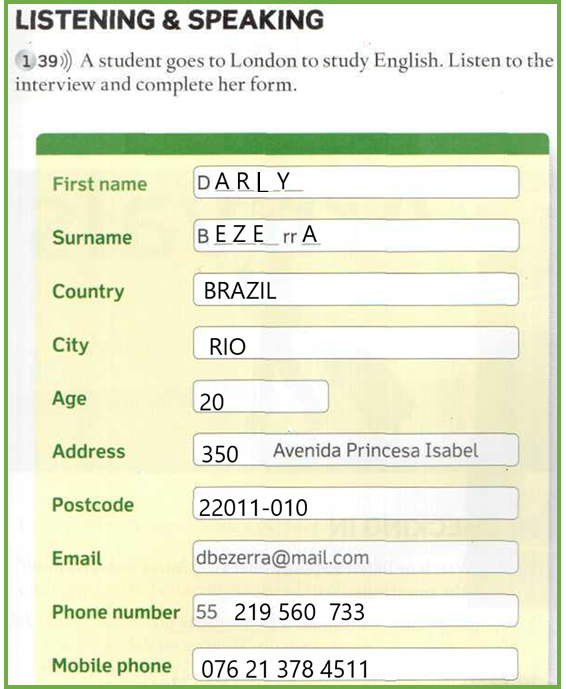 LISTENING & SPEAKING
1 39 A student goes to London to study English. Listen to the
interview and complete her form.
First name D A R L Y
Surname B E Z E rr A
Country BRAZIL
City RIO
Age 20
Address 350 Avenida Princesa Isabel
Postcode 22011-010
Email dbezerra@mail.com
Phone number 55 219 560 733
Mobile phone 076 21 378 4511